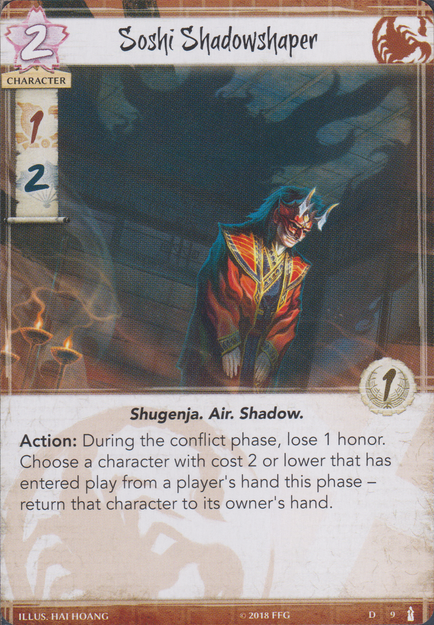 2
Soshi Shadowshaper
CHARACTER
1
2
1
Shugenja. Air. Shadow.
Action: During the conflict phase, lose 1 honor.
Choose a character with cost 2 or lower that has
entered play from a player's hand this phase –
return that character to its owner's hand.
ILLUS. HAI HOANG
© 2018 FFG
D 9